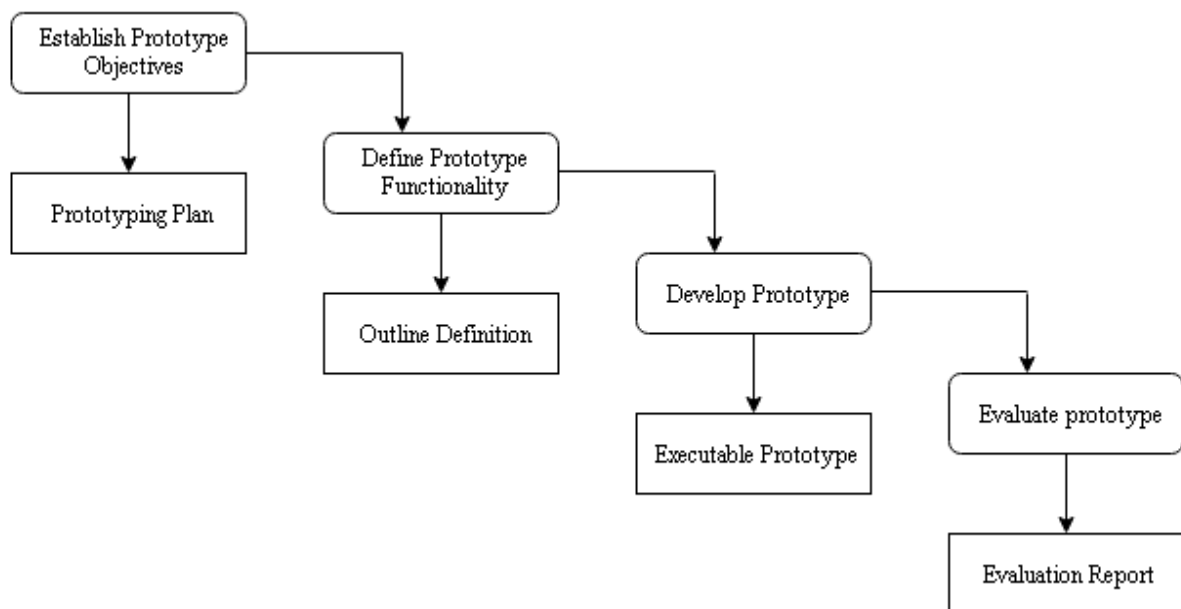 Establish Prototype
Objectives
Prototyping Plan
Define Prototype
Functionality
Outline Definition
Develop Prototype
Executable Prototype
Evaluate prototype
Evaluation Report